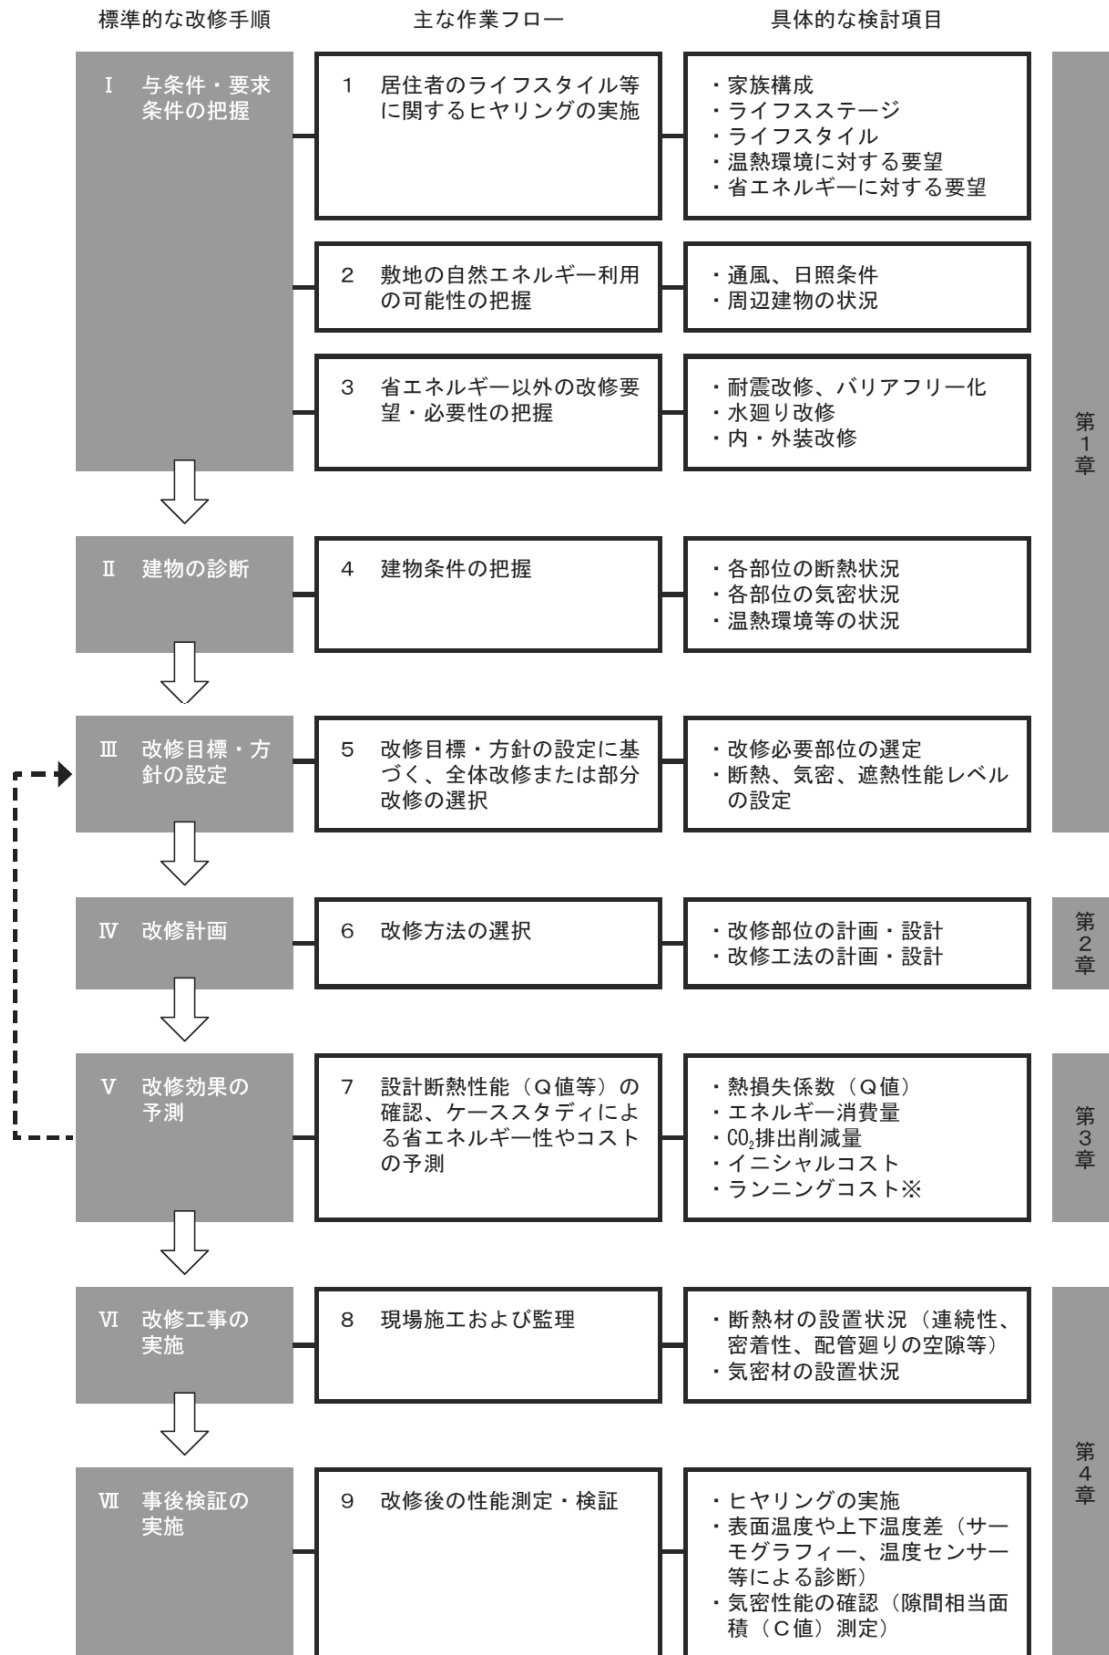 標準的な改修手順
主な作業フロー
具体的な検討項目
Ⅰ 与条件・要求
条件の把握
1 居住者のライフスタイル等
に関するヒヤリングの実施
・家族構成
・ライフスステージ
・ライフスタイル
・温熱環境に対する要望
・省エネルギーに対する要望
2 敷地の自然エネルギー利用
の可能性の把握
・通風、日照条件
・周辺建物の状況
3 省エネルギー以外の改修要
望・必要性の把握
・耐震改修、バリアフリー化
・水廻り改修
・内・外装改修
第1章
Ⅱ 建物の診断
4 建物条件の把握
・各部位の断熱状況
・各部位の気密状況
・温熱環境等の状況
Ⅲ 改修目標・方
針の設定
5 改修目標・方針の設定に基
づく、全体改修または部分
改修の選択
・改修必要部位の選定
・断熱、気密、遮熱性能レベル
の設定
Ⅳ 改修計画
6 改修方法の選択
・改修部位の計画・設計
・改修工法の計画・設計
第2章
Ⅴ 改修効果の
予測
7 設計断熱性能（Q値等）の
確認、ケーススタディによ
る省エネルギー性やコスト
の予測
・熱損失係数（Q値）
・エネルギー消費量
・CO₂排出削減量
・イニシャルコスト
・ランニングコスト※
第3章
Ⅵ 改修工事の
実施
8 現場施工および監理
・断熱材の設置状況（連続性、
密着性、配管廻りの空隙等）
・気密材の設置状況
第4章
Ⅶ 事後検証の
実施
9 改修後の性能測定・検証
・ヒヤリングの実施
・表面温度や上下温度差（サー
モグラフィー、温度センサー
等による診断）
・気密性能の確認（隙間相当面
積（C値）測定）